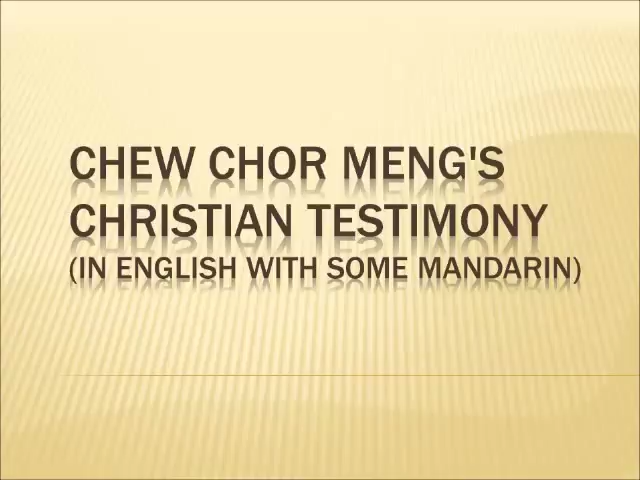 CHEW CHOR MENG'S
CHRISTIAN TESTIMONY
(IN ENGLISH WITH SOME MANDARIN)